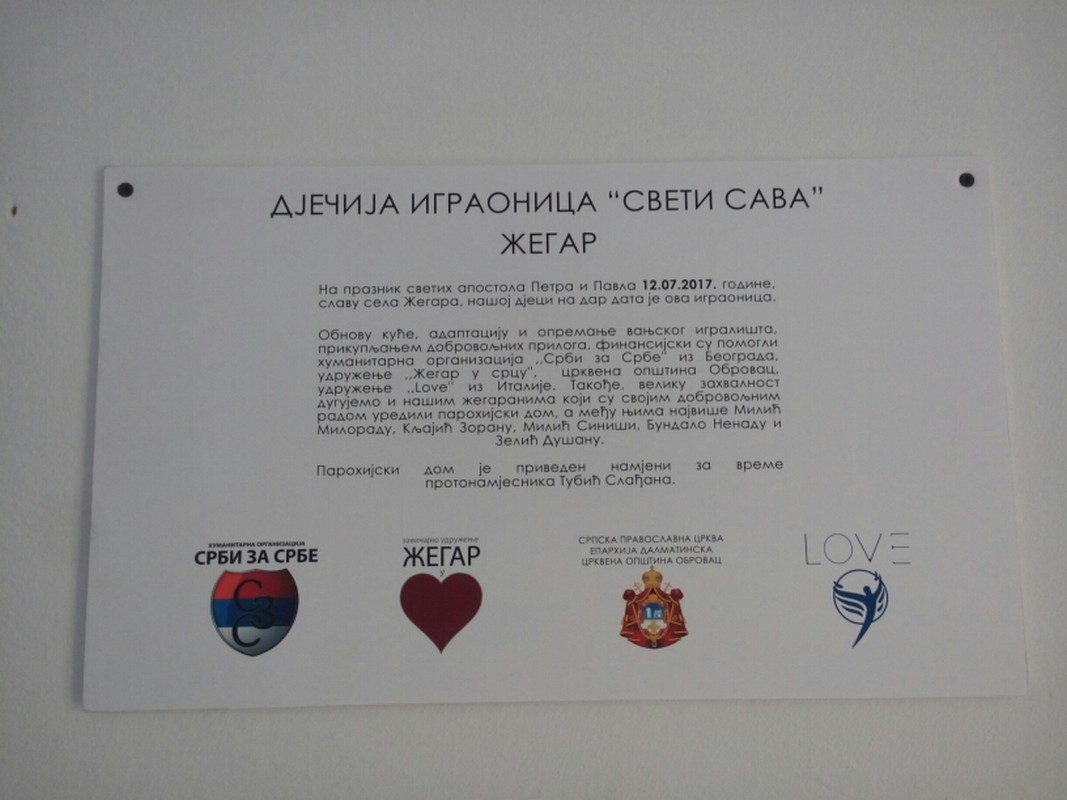 ДЈЕЧИЈА ИГРАОНИЦА “СВЕТИ САВА”
ЖЕГАР
На празник светих апостола Петра и Павла 12.07.2017. године,
славу села Жегара, нашој дјеци на дар дата је ова играоница.
Обнову куће, адаптацију и опремање вањског игралишта,
прикупљањем добровољних прилога, финансијски су помогли
хуманитарна организација ,,Срби за Србе" из Београда,
удружење ,,Жегар у срцу", црквена општина Обровац,
удружење ,,Love" из Италије. Такође, велику захвалност
дугујемо и нашим жегаранима који су својим добровољним
радом уредили парохијски дом, а међу њима највише Милић
Милораду, Кљајић Зорану, Милић Синиши, Бундало Ненаду и
Зелић Душану.
Парохијски дом је приведен намјени за време
протонамјесника Тубић Слађана.
ХУМАНИТАРНА ОРГАНИЗАЦИЈА
СРБИ ЗА СРБЕ
СЗС
завичајно удружење
ЖЕГАР
У
СРПСКА ПРАВОСЛАВНА ЦРКВА
ЕПАРХИЈА ДАЛМАТИНСКА
ЦРКВЕНА ОПШТИНА ОБРОВАЦ
LOVE